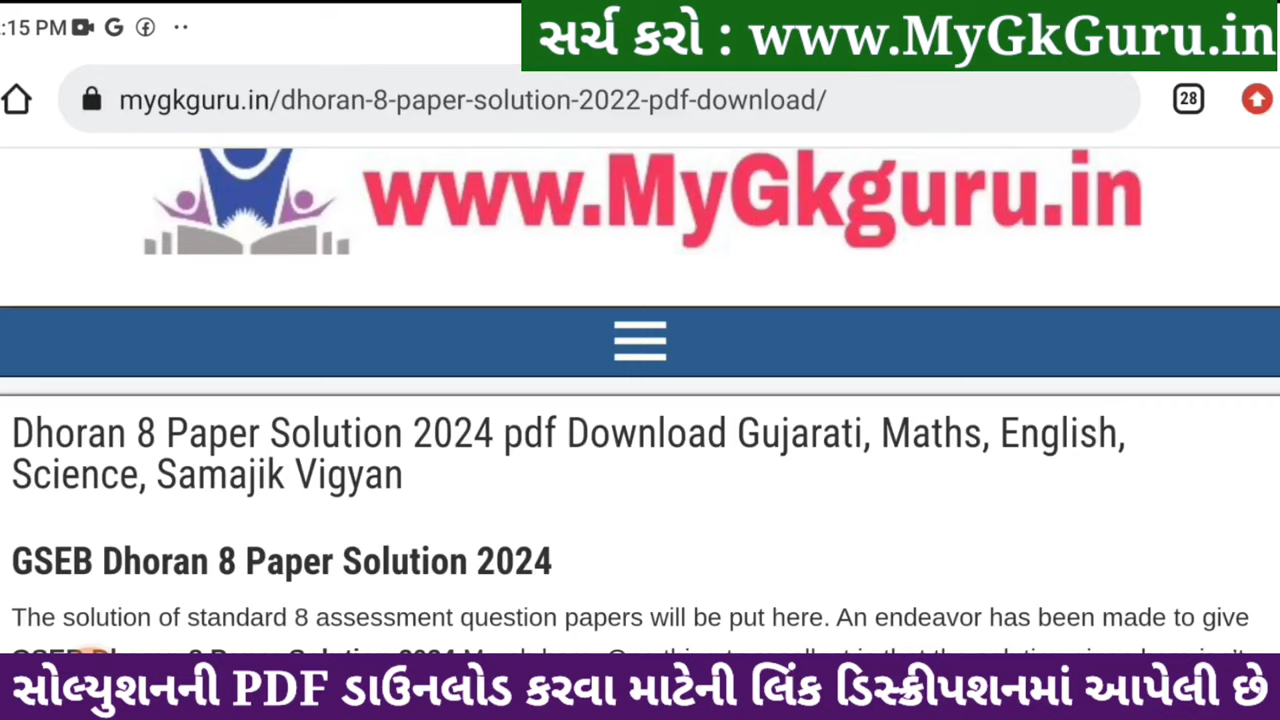 :15 PM
સર્ચ કરો : www.MyGkGuru.in
mygkguru.in/dhoran-8-paper-solution-2022-pdf-download/
28
www.MyGkguru.in
Dhoran 8 Paper Solution 2024 pdf Download Gujarati, Maths, English,
Science, Samajik Vigyan
GSEB Dhoran 8 Paper Solution 2024
The solution of standard 8 assessment question papers will be put here. An endeavor has been made to give
સોલ્યુશનની PDF ડાઉનલોડ કરવા માટેની લિંક ડિસ્ક્રીપશનમાં આપેલી છે